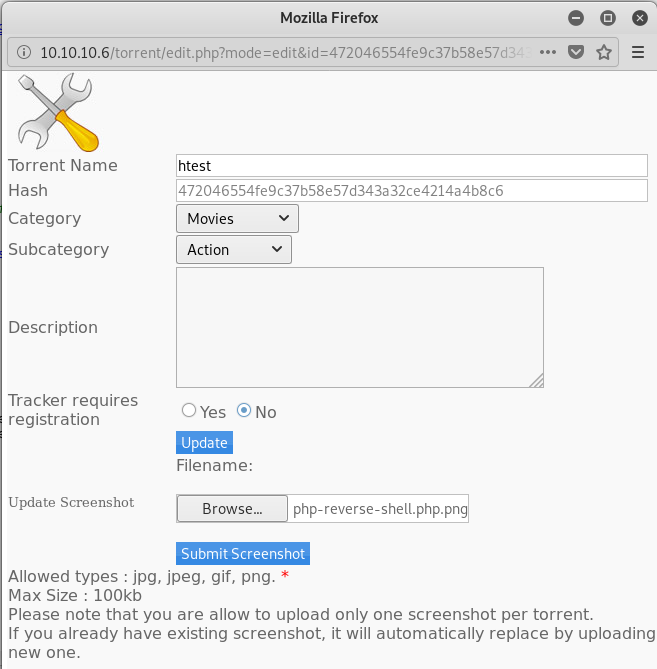 Mozilla Firefox
10.10.10.6/torrent/edit.php?mode=edit&id=472046554fe9c37b58e57d343
Torrent Name htest
Hash 472046554fe9c37b58e57d343a32ce4214a4b8c6
Category Movies
Subcategory Action
Description
Tracker requires
registration Yes No
Update
Filename:
Update Screenshot Browse... php-reverse-shell.php.png
Submit Screenshot
Allowed types : jpg, jpeg, gif, png. *
Max Size : 100kb
Please note that you are allow to upload only one screenshot per torrent.
If you already have existing screenshot, it will automatically replace by uploading
new one.